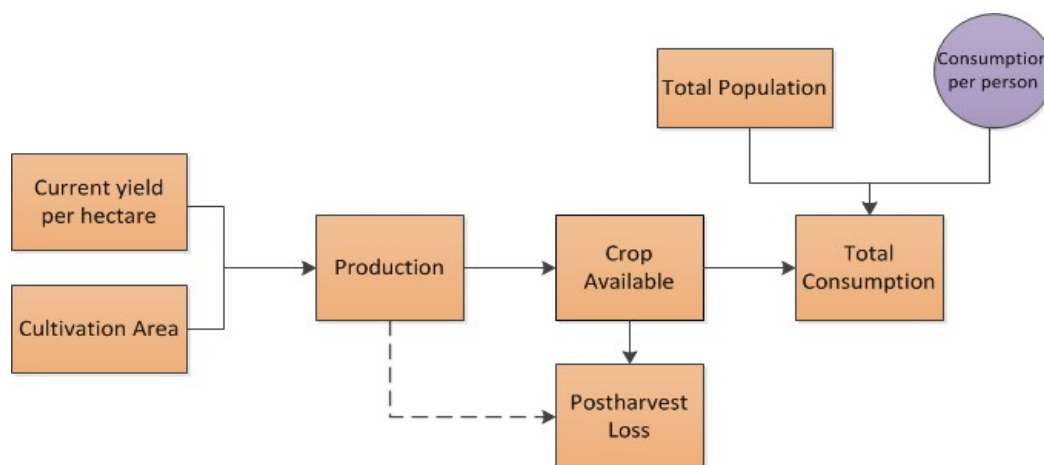 Consumption
per person
Total Population
Current yield
per hectare
Production
Crop
Available
Total
Consumption
Cultivation Area
Postharvest
Loss